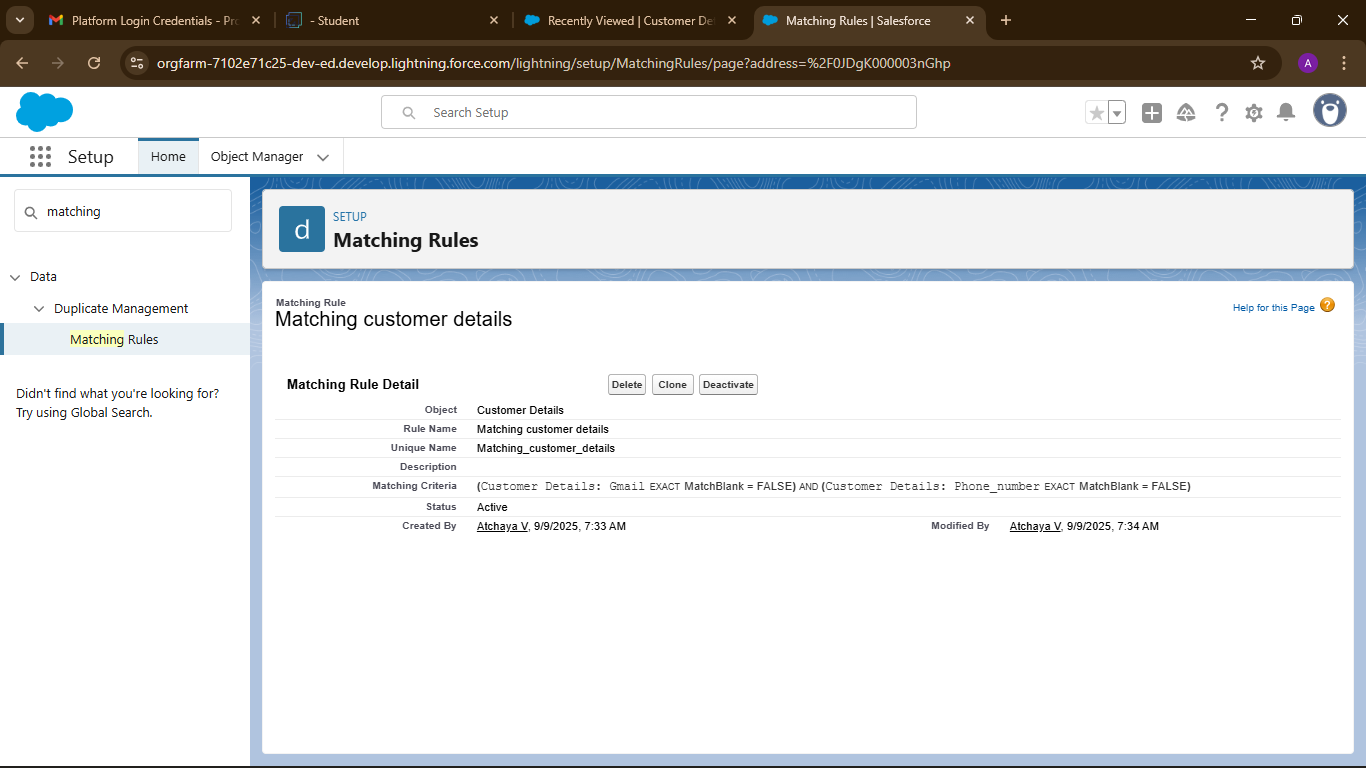 Platform Login Credentials - Pro
- Student
Recently Viewed | Customer Det
Matching Rules | Salesforce
orgfarm-7102e71c25-dev-ed.develop.lightning.force.com/lightning/setup/MatchingRules/page?address=%2F0JDgK000003nGhp
A
Search Setup
Setup
Home
Object Manager
matching
Data
Duplicate Management
Matching Rules
Didn't find what you're looking for?
Try using Global Search.
d
SETUP
Matching Rules
Matching Rule
Matching customer details
Help for this Page ?
Matching Rule Detail
Delete Clone Deactivate
Object Customer Details
Rule Name Matching customer details
Unique Name Matching_customer_details
Description
Matching Criteria (Customer Details: Gmail EXACT MatchBlank = FALSE) AND (Customer Details: Phone_number EXACT MatchBlank = FALSE)
Status Active
Created By Atchaya V, 9/9/2025, 7:33 AM Modified By Atchaya V, 9/9/2025, 7:34 AM